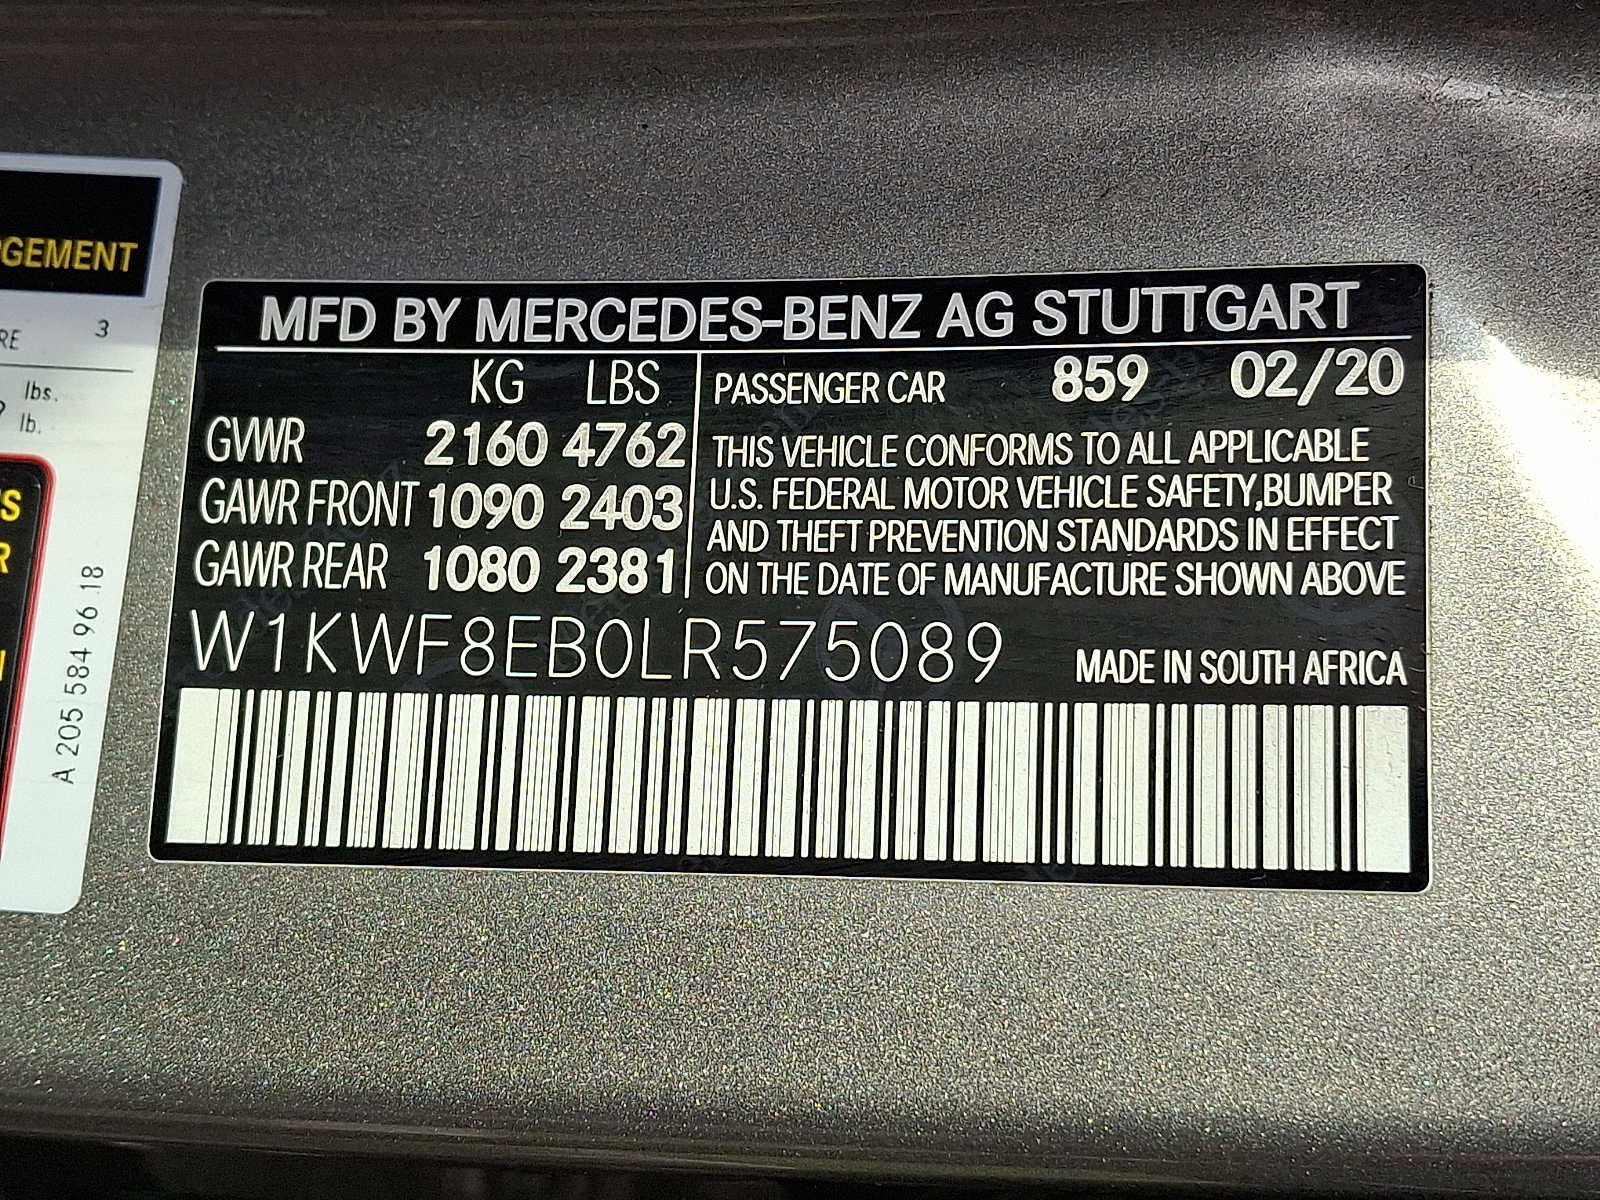 GEMENT
RE 3
lbs.
lb.
S
R
A 205 584 96 18
MFD BY MERCEDES-BENZ AG STUTTGART
KG LBS
GVWR 2160 4762
GAWR FRONT 1090 2403
GAWR REAR 1080 2381
PASSENGER CAR 859 02/20
THIS VEHICLE CONFORMS TO ALL APPLICABLE
U.S. FEDERAL MOTOR VEHICLE SAFETY,BUMPER
AND THEFT PREVENTION STANDARDS IN EFFECT
ON THE DATE OF MANUFACTURE SHOWN ABOVE
W1KWF8EB0LR575089
MADE IN SOUTH AFRICA